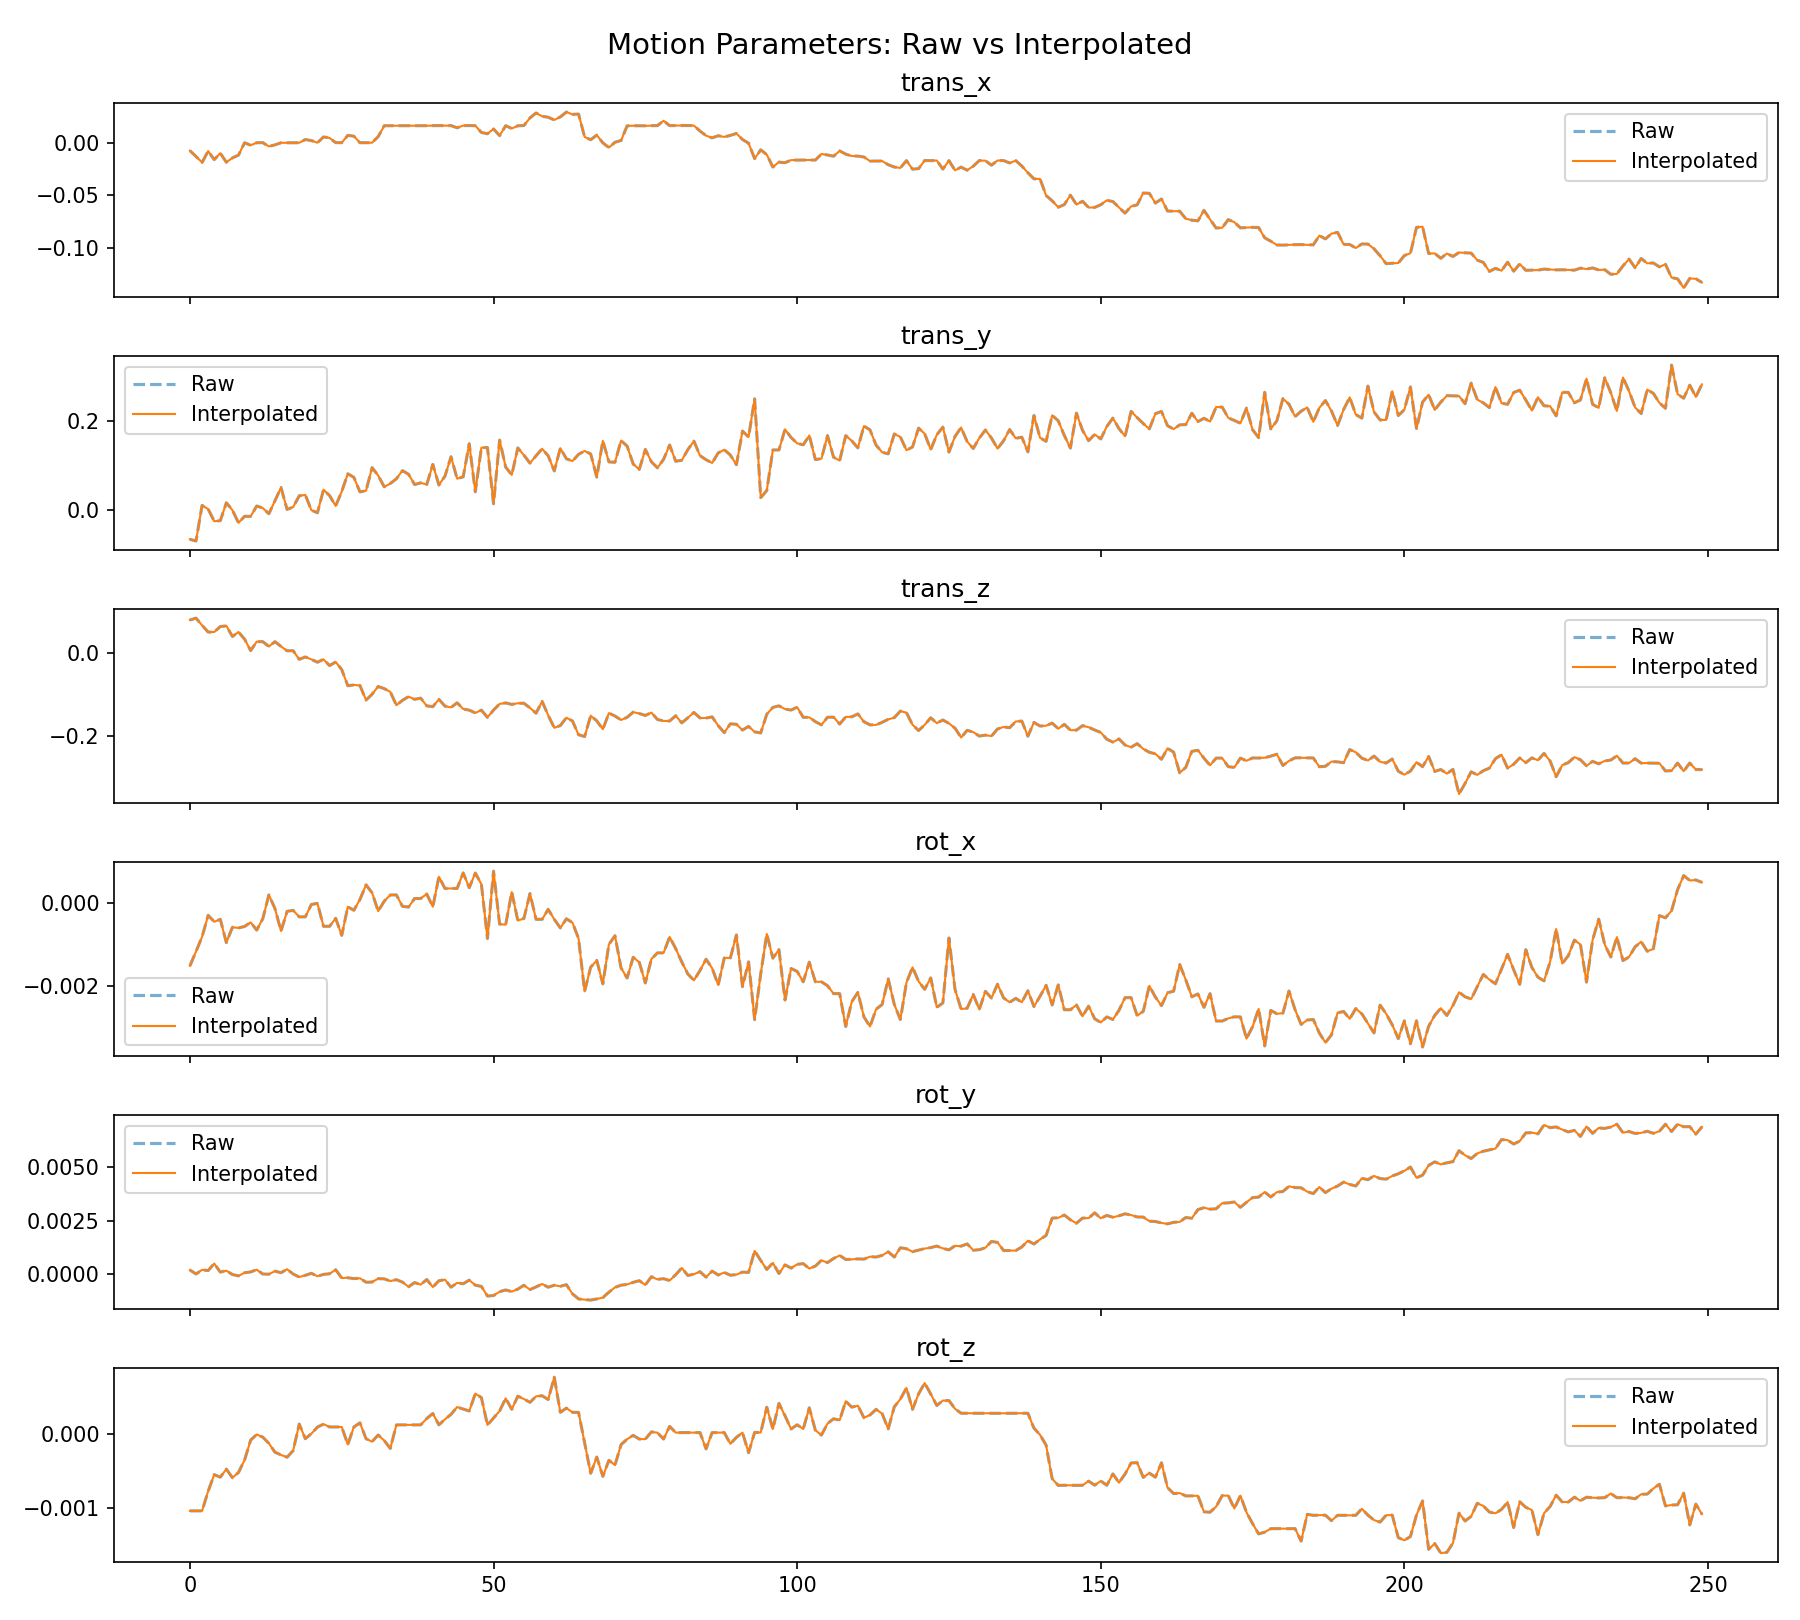 Motion Parameters: Raw vs Interpolated
trans_x
0.00
−0.05
−0.10
Raw
Interpolated
trans_y
0.2
0.0
Raw
Interpolated
trans_z
0.0
−0.2
Raw
Interpolated
rot_x
0.000
−0.002
Raw
Interpolated
rot_y
0.0050
0.0025
0.0000
Raw
Interpolated
rot_z
0.000
−0.001
Raw
Interpolated
0 50 100 150 200 250